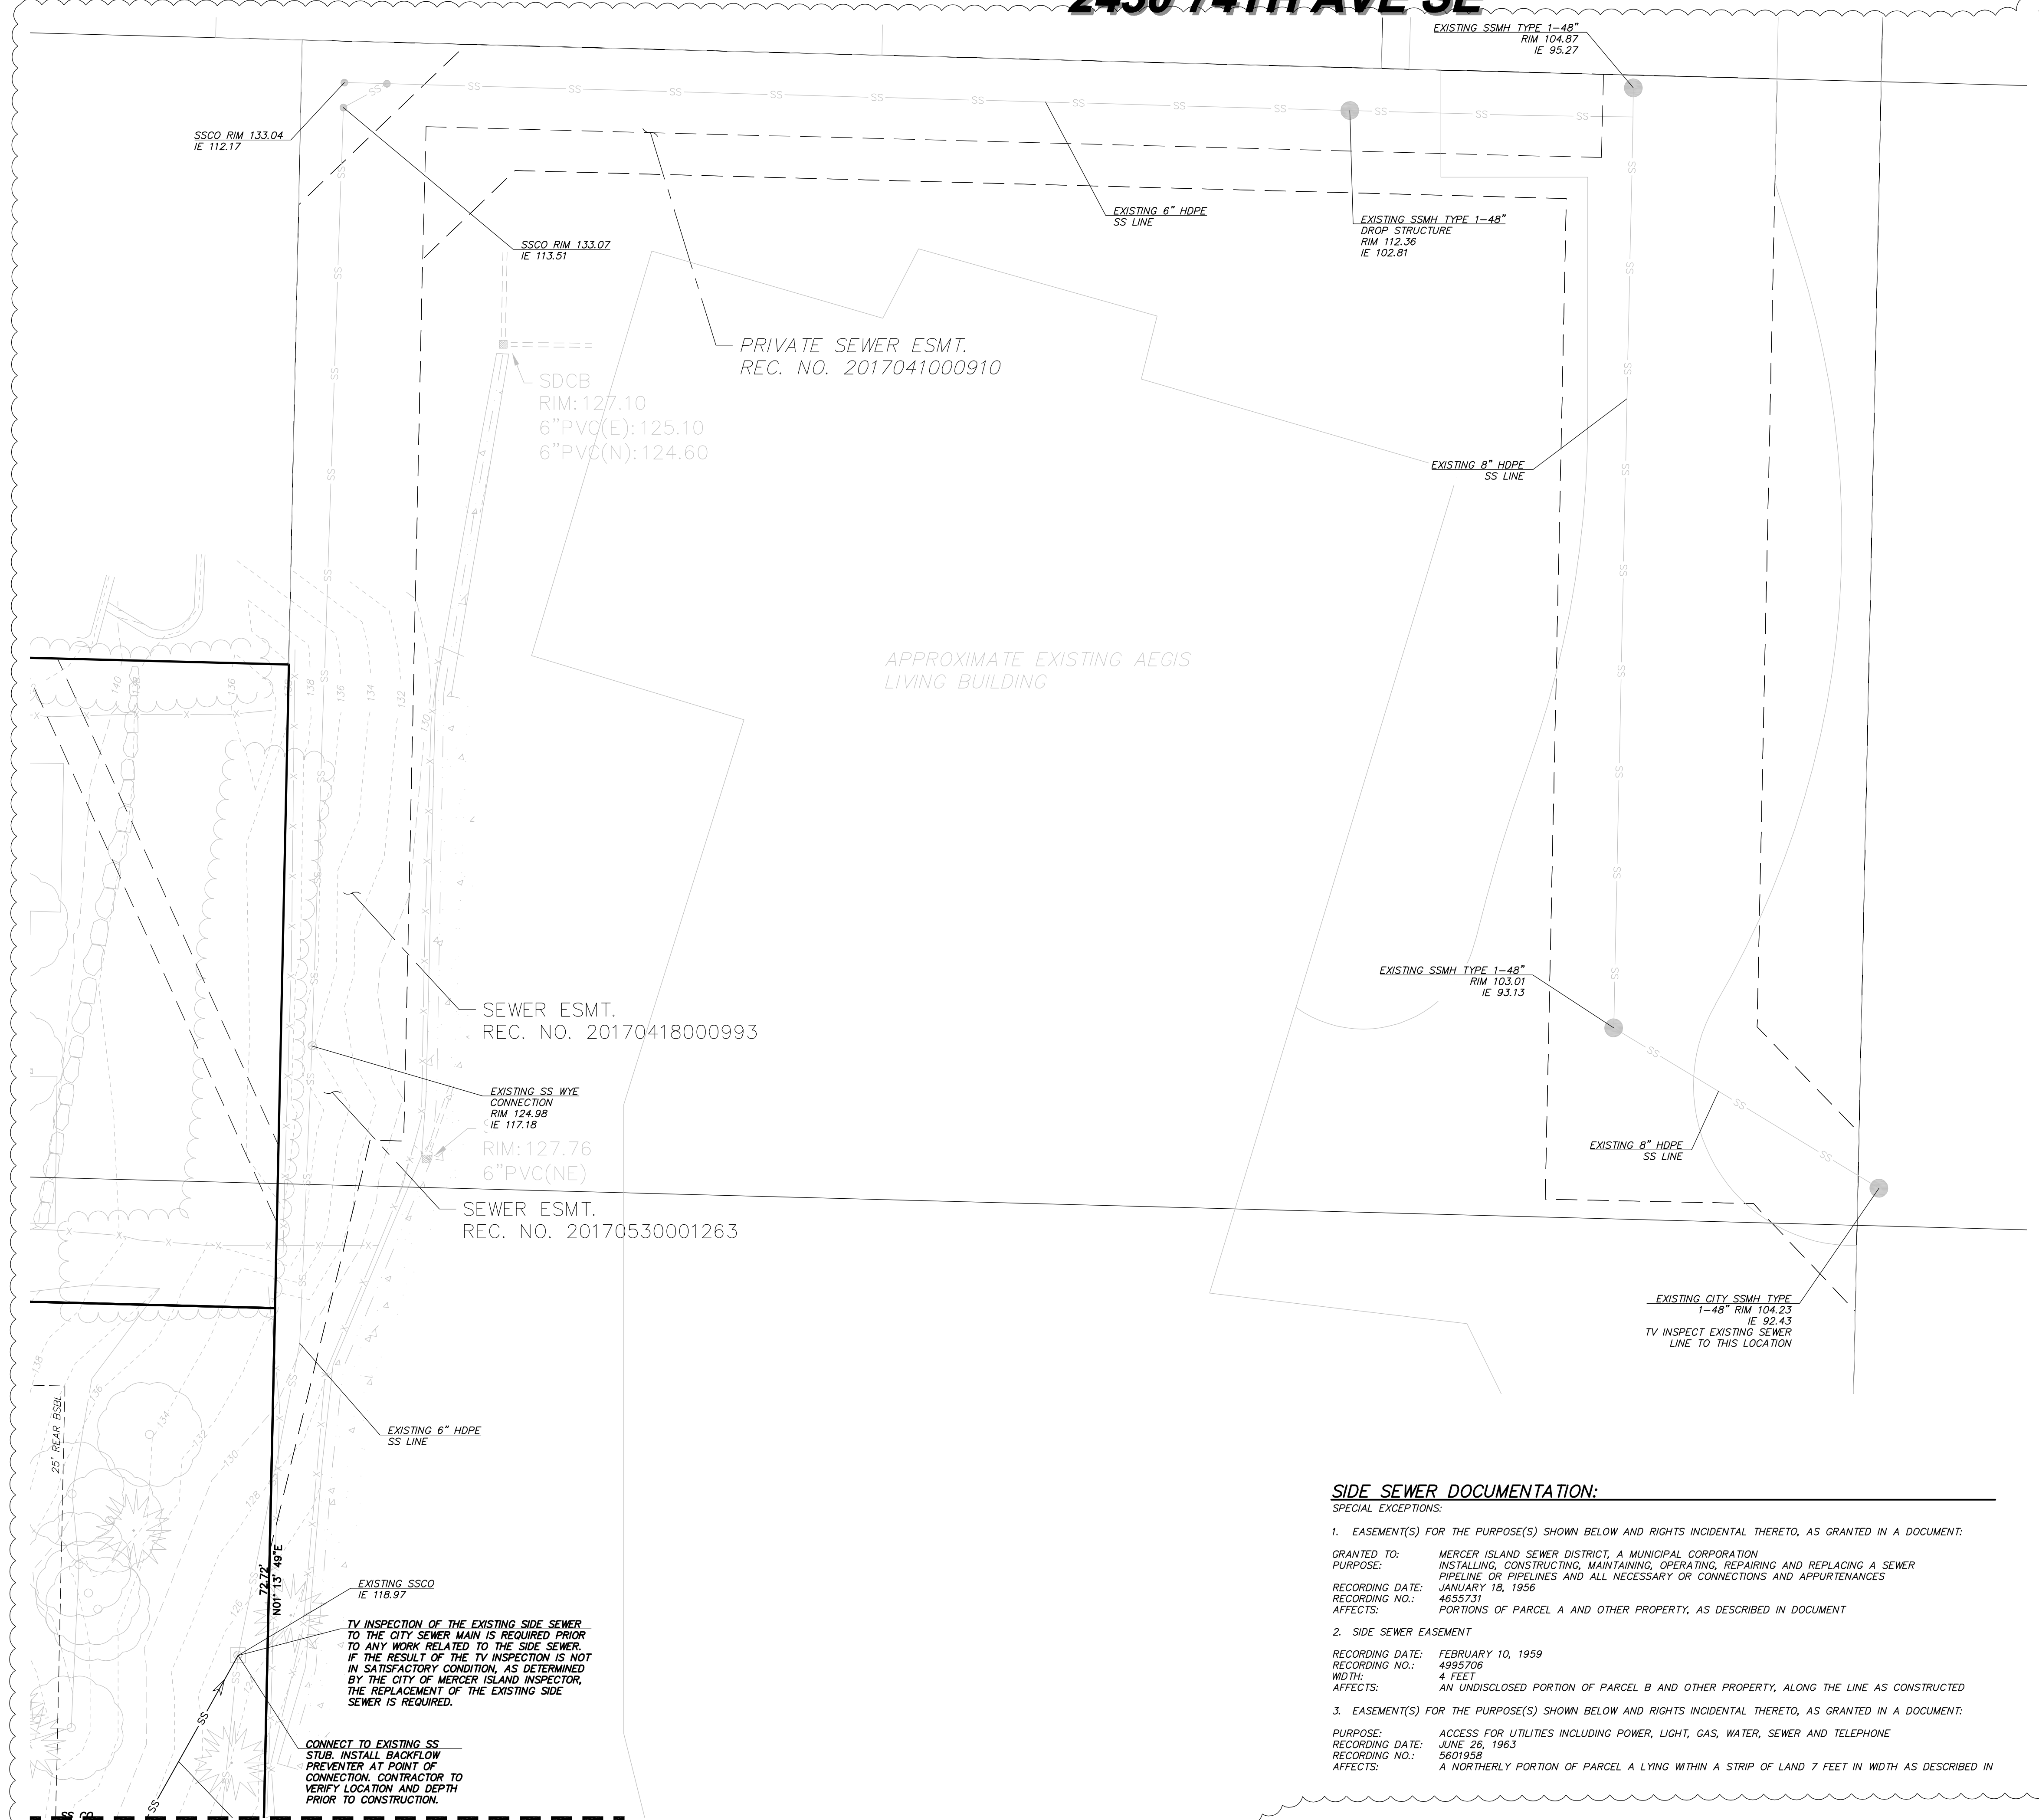 2450 74TH AVE SE
EXISTING SSMH TYPE 1-48"
RIM 104.87
IE 95.27
SSCO RIM 133.04
IE 112.17
SSCO RIM 133.07
IE 113.51
EXISTING 6" HDPE
SS LINE
EXISTING SSMH TYPE 1-48"
DROP STRUCTURE
RIM 112.36
IE 102.81
PRIVATE SEWER ESMT.
REC. NO. 2017041000910
SDCB
RIM:127.10
6"PVC(E):125.10
6"PVC(N):124.60
EXISTING 8" HDPE
SS LINE
APPROXIMATE EXISTING AEGIS
LIVING BUILDING
140
136
138
136
134
132
130
SEWER ESMT.
REC. NO. 20170418000993
EXISTING SSMH TYPE 1-48"
RIM 103.01
IE 93.13
EXISTING SS WYE
CONNECTION
RIM 124.98
IE 117.18
RIM:127.76
6"PVC(NE)
EXISTING 8" HDPE
SS LINE
SEWER ESMT.
REC. NO. 20170530001263
EXISTING CITY SSMH TYPE
1-48" RIM 104.23
IE 92.43
TV INSPECT EXISTING SEWER
LINE TO THIS LOCATION
138
136
134
132
130
128
126
25' REAR BSBL
EXISTING 6" HDPE
SS LINE
72.72'
N01° 13' 49"E
EXISTING SSCO
IE 118.97
TV INSPECTION OF THE EXISTING SIDE SEWER
TO THE CITY SEWER MAIN IS REQUIRED PRIOR
TO ANY WORK RELATED TO THE SIDE SEWER.
IF THE RESULT OF THE TV INSPECTION IS NOT
IN SATISFACTORY CONDITION, AS DETERMINED
BY THE CITY OF MERCER ISLAND INSPECTOR,
THE REPLACEMENT OF THE EXISTING SIDE
SEWER IS REQUIRED.
CONNECT TO EXISTING SS
STUB. INSTALL BACKFLOW
PREVENTER AT POINT OF
CONNECTION. CONTRACTOR TO
VERIFY LOCATION AND DEPTH
PRIOR TO CONSTRUCTION.
SS CO
SIDE SEWER DOCUMENTATION:
SPECIAL EXCEPTIONS:
1. EASEMENT(S) FOR THE PURPOSE(S) SHOWN BELOW AND RIGHTS INCIDENTAL THERETO, AS GRANTED IN A DOCUMENT:
GRANTED TO: MERCER ISLAND SEWER DISTRICT, A MUNICIPAL CORPORATION
PURPOSE: INSTALLING, CONSTRUCTING, MAINTAINING, OPERATING, REPAIRING AND REPLACING A SEWER
PIPELINE OR PIPELINES AND ALL NECESSARY OR CONNECTIONS AND APPURTENANCES
RECORDING DATE: JANUARY 18, 1956
RECORDING NO.: 4655731
AFFECTS: PORTIONS OF PARCEL A AND OTHER PROPERTY, AS DESCRIBED IN DOCUMENT
2. SIDE SEWER EASEMENT
RECORDING DATE: FEBRUARY 10, 1959
RECORDING NO.: 4995706
WIDTH: 4 FEET
AFFECTS: AN UNDISCLOSED PORTION OF PARCEL B AND OTHER PROPERTY, ALONG THE LINE AS CONSTRUCTED
3. EASEMENT(S) FOR THE PURPOSE(S) SHOWN BELOW AND RIGHTS INCIDENTAL THERETO, AS GRANTED IN A DOCUMENT:
PURPOSE: ACCESS FOR UTILITIES INCLUDING POWER, LIGHT, GAS, WATER, SEWER AND TELEPHONE
RECORDING DATE: JUNE 26, 1963
RECORDING NO.: 5601958
AFFECTS: A NORTHERLY PORTION OF PARCEL A LYING WITHIN A STRIP OF LAND 7 FEET IN WIDTH AS DESCRIBED IN